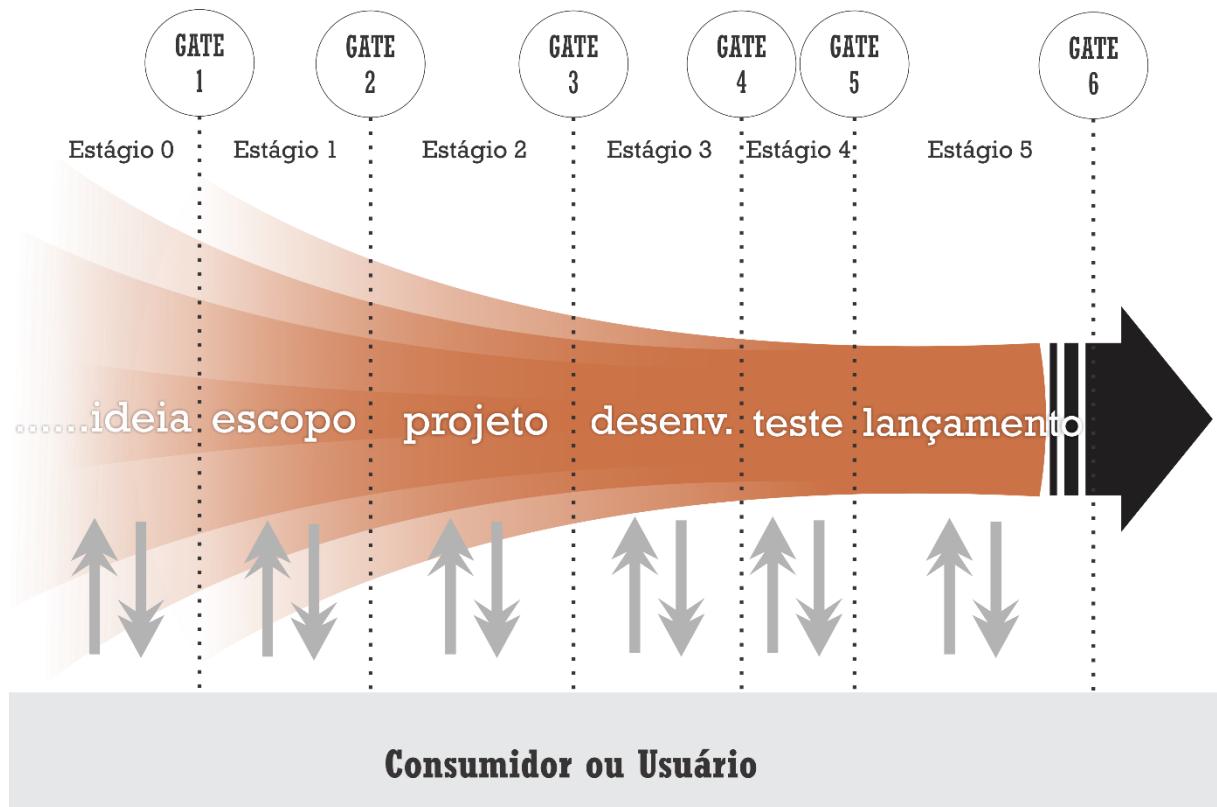 GATE
1
GATE
2
GATE
3
GATE
4
GATE
5
GATE
6
Estágio 0
Estágio 1
Estágio 2
Estágio 3
Estágio 4
Estágio 5
......ideia
escopo
projeto
desenv.
teste
lançamento
Consumidor ou Usuário